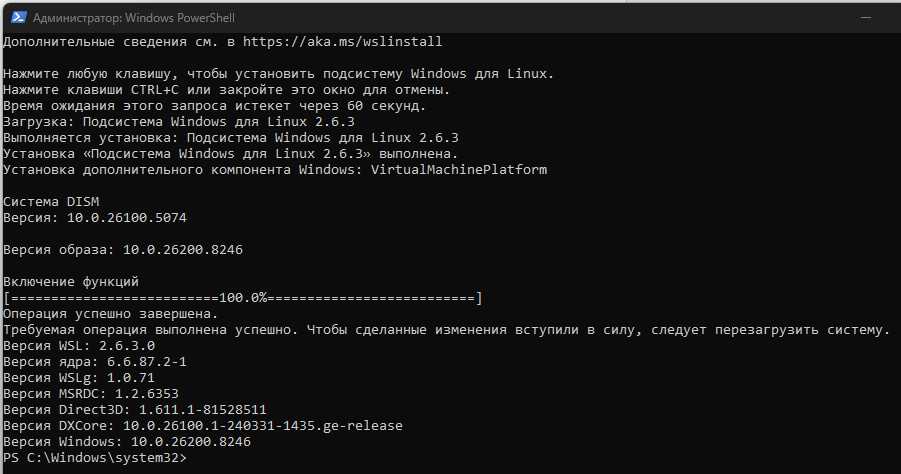 Администратор: Windows PowerShell
Дополнительные сведения см. в https://aka.ms/wslinstall
Нажмите любую клавишу, чтобы установить подсистему Windows для Linux.
Нажмите клавиши CTRL+C или закройте это окно для отмены.
Время ожидания этого запроса истекет через 60 секунд.
Загрузка: Подсистема Windows для Linux 2.6.3
Выполняется установка: Подсистема Windows для Linux 2.6.3
Установка «Подсистема Windows для Linux 2.6.3» выполнена.
Установка дополнительного компонента Windows: VirtualMachinePlatform
Cистема DISM
Версия: 10.0.26100.5074
Версия образа: 10.0.26200.8246
Включение функций
[==========================100.0%==========================]
Операция успешно завершена.
Требуемая операция выполнена успешно. Чтобы сделанные изменения вступили в силу, следует перезагрузить систему.
Версия WSL: 2.6.3.0
Версия ядра: 6.6.87.2-1
Версия WSLg: 1.0.71
Версия MSRDC: 1.2.6353
Версия Direct3D: 1.611.1-81528511
Версия DXCore: 10.0.26100.1-240331-1435.ge-release
Версия Windows: 10.0.26200.8246
PS C:\Windows\system32>